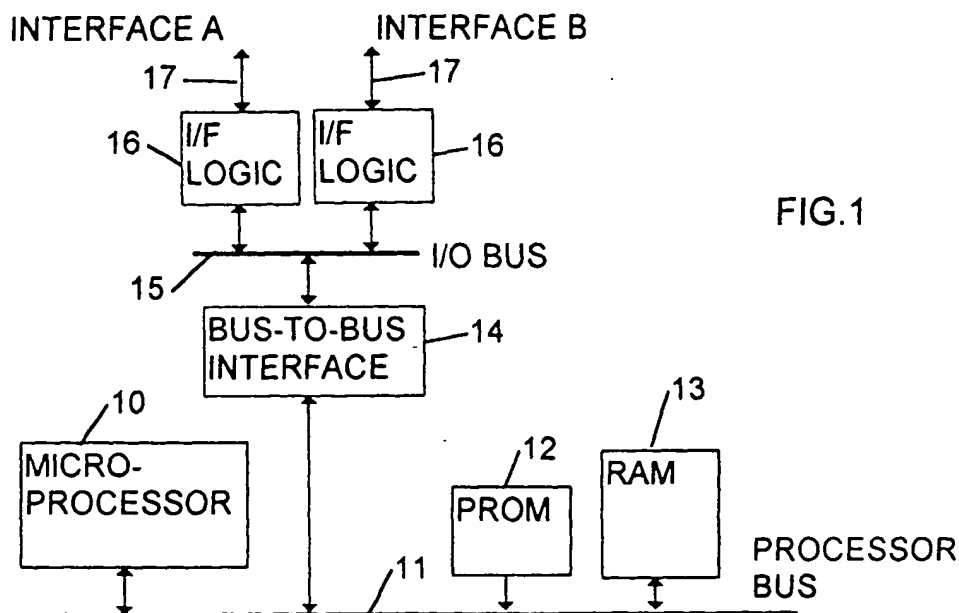 INTERFACE A
INTERFACE B
17
17
16
I/F
LOGIC
I/F
LOGIC
16
FIG.1
I/O BUS
15
BUS-TO-BUS
INTERFACE
14
10
MICRO-
PROCESSOR
12
PROM
13
RAM
11
PROCESSOR
BUS